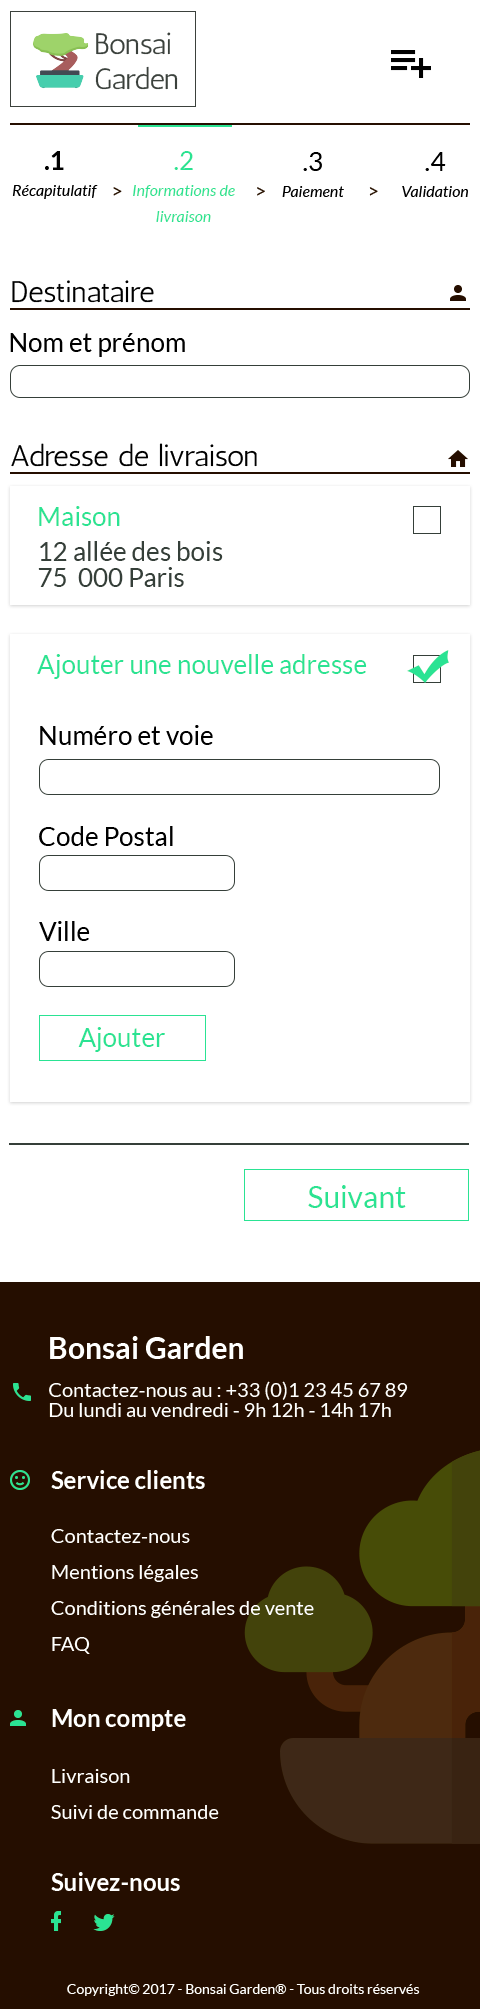 Bonsai
Garden
.1
.2
.3
.4
Récapitulatif > Informations de > Paiement > Validation
livraison
Destinataire
Nom et prénom
Adresse de livraison
Maison
12 allée des bois
75 000 Paris
Ajouter une nouvelle adresse
Numéro et voie
Code Postal
Ville
Ajouter
Suivant
Bonsai Garden
Contactez-nous au : +33 (0)1 23 45 67 89
Du lundi au vendredi - 9h 12h - 14h 17h
Service clients
Contactez-nous
Mentions légales
Conditions générales de vente
FAQ
Mon compte
Livraison
Suivi de commande
Suivez-nous
Copyright© 2017 - Bonsai Garden® - Tous droits réservés